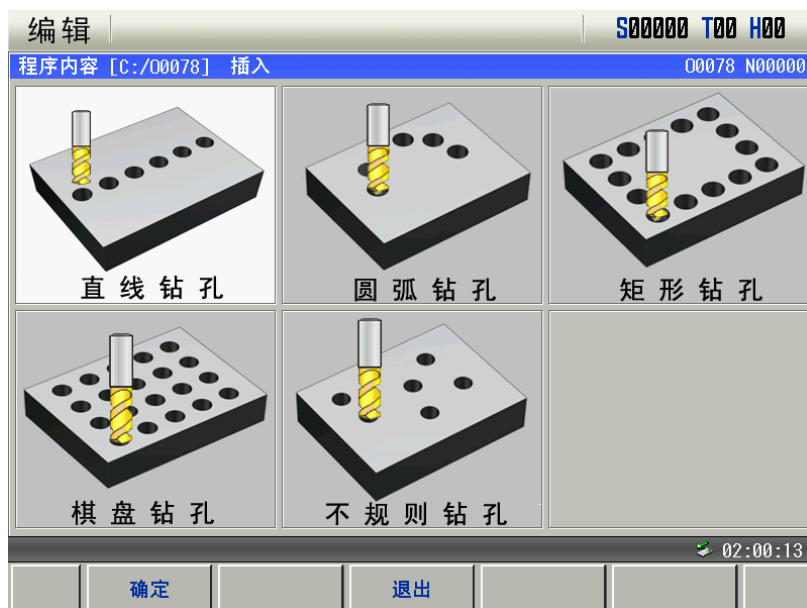 编辑 S00000 T00 H00
程序内容 [C:/O0078] 插入 O0078 N00000
直线钻孔 圆弧钻孔 矩形钻孔
棋盘钻孔 不规则钻孔
02:00:13
确定 退出